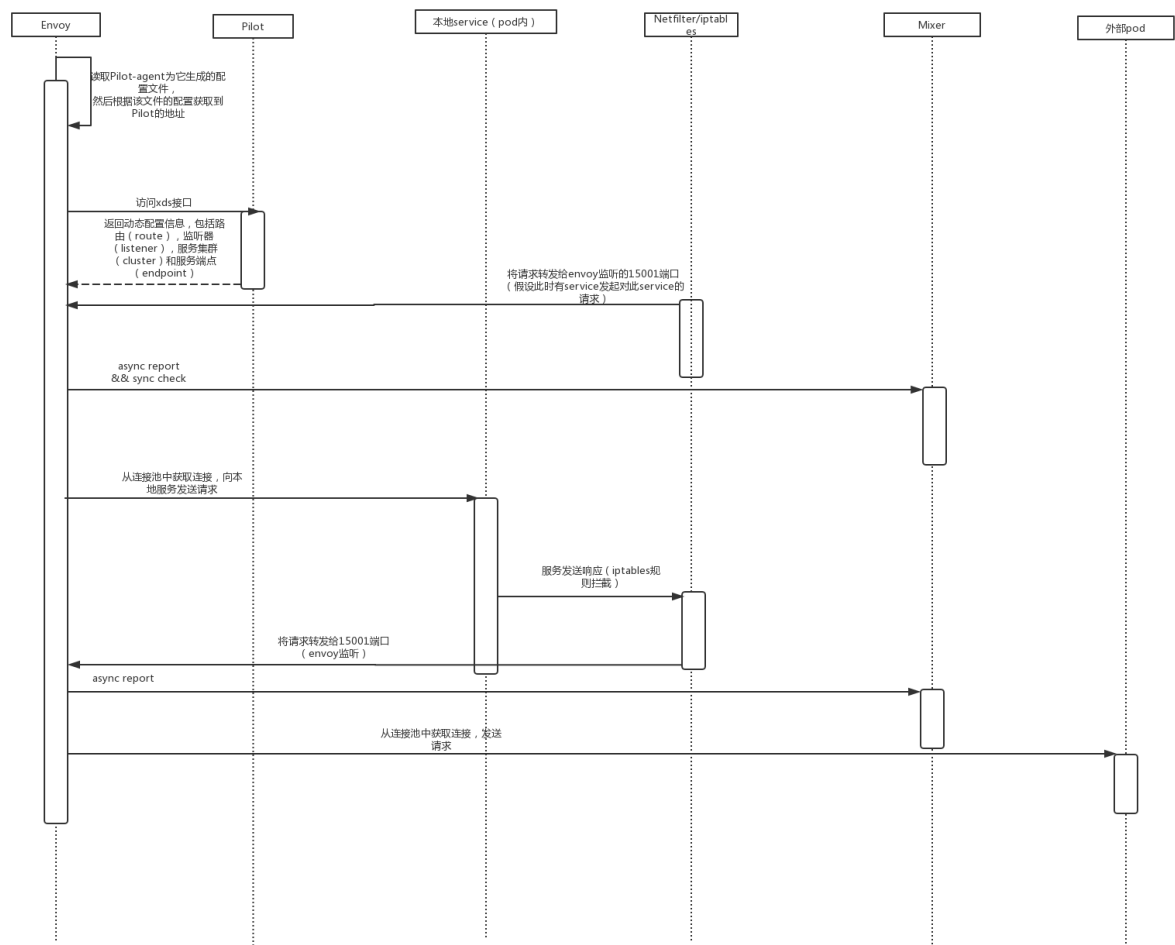 Envoy
Pilot
本地service（pod内）
Netfilter/iptabl
es
Mixer
外部pod
读取Pilot-agent为它生成的配
置文件，
然后根据该文件的配置获取到
Pilot的地址
访问xds接口
返回动态配置信息，包括路
由（route），监听器
（listener），服务集群
（cluster）和服务端点
（endpoint）
将请求转发给envoy监听的15001端口
（假设此时有service发起对此service的
请求）
async report
&& sync check
从连接池中获取连接，向本
地服务发送请求
服务发送响应（iptables规
则拦截）
将请求转发给15001端口
（envoy监听）
async report
从连接池中获取连接，发送
请求